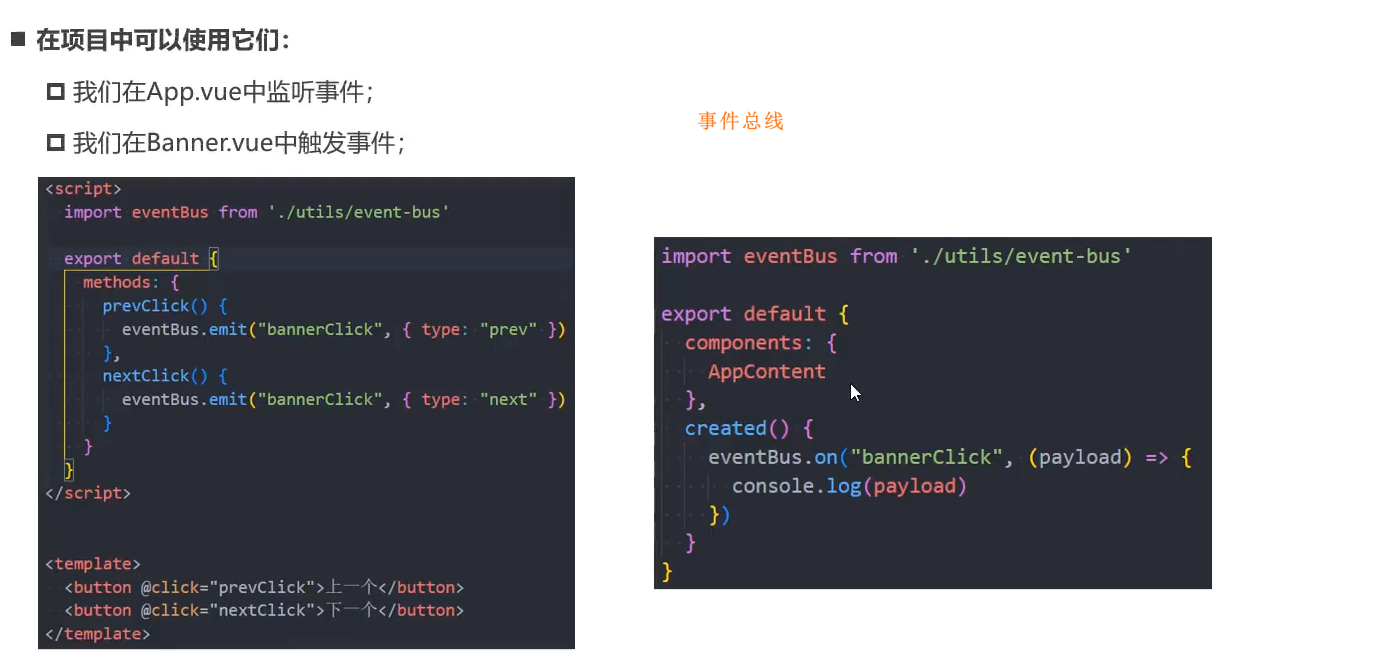 在项目中可以使用它们：
我们在App.vue中监听事件；
我们在Banner.vue中触发事件；
事件总线
<script>
import eventBus from './utils/event-bus'
export default {
methods: {
prevClick() {
eventBus.emit("bannerClick", { type: "prev" })
},
nextClick() {
eventBus.emit("bannerClick", { type: "next" })
}
}
}
</script>
<template>
<button @click="prevClick">上一个</button>
<button @click="nextClick">下一个</button>
</template>
import eventBus from './utils/event-bus'
export default {
components: {
AppContent
},
created() {
eventBus.on("bannerClick", (payload) => {
console.log(payload)
})
}
}